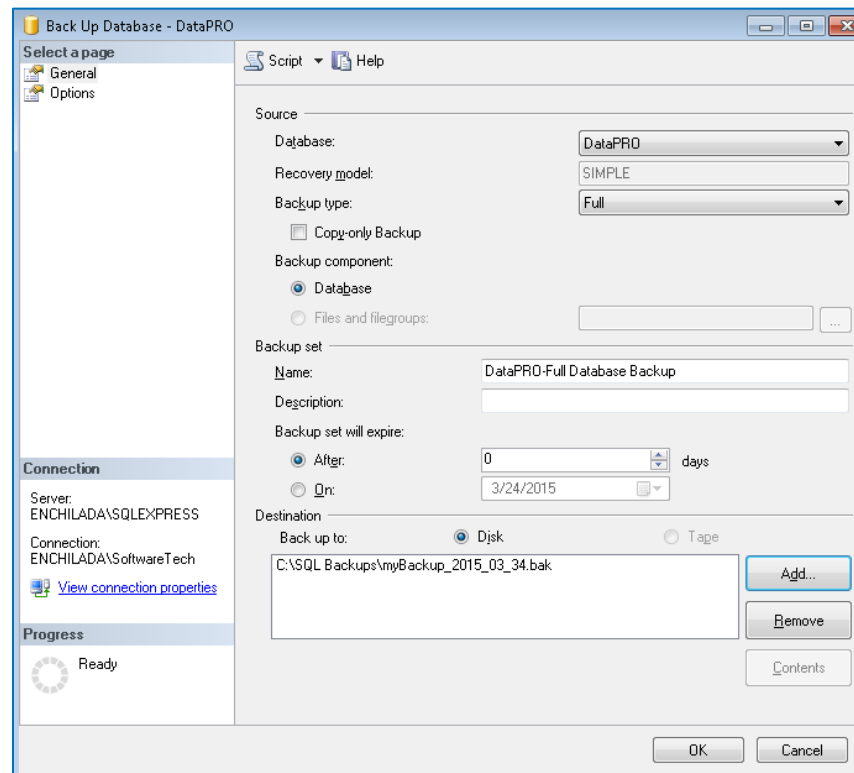 Back Up Database - DataPRO
Select a page
General
Options
Script Help
Source
Database: DataPRO
Recovery model: SIMPLE
Backup type: Full
Copy-only Backup
Backup component:
Database
Files and filegroups: ...
Backup set
Name: DataPRO-Full Database Backup
Description:
Backup set will expire:
After: 0 days
On: 3/24/2015
Destination
Back up to: Disk Tape
C:\SQL Backups\myBackup_2015_03_34.bak
Add...
Remove
Contents
Connection
Server:
ENCHILADA\SQLEXPRESS
Connection:
ENCHILADA\SoftwareTech
View connection properties
Progress
Ready
OK Cancel